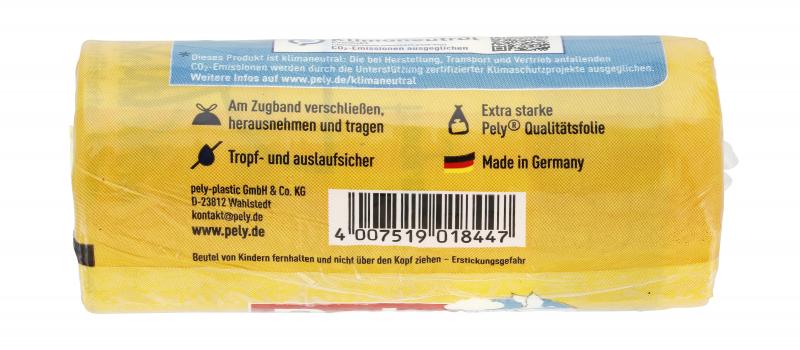 klimaneutral
CO₂-Emissionen ausgeglichen
*Dieses Produkt ist klimaneutral: Die bei Herstellung, Transport und Vertrieb anfallenden
CO₂-Emissionen werden durch die Unterstützung zertifizierter Klimaschutzprojekte ausgeglichen.
Weitere Infos auf www.pely.de/klimaneutral
Am Zugband verschließen,
herausnehmen und tragen
Extra starke
Pely® Qualitätsfolie
Tropf- und auslaufsicher
Made in Germany
pely-plastic GmbH & Co. KG
D-23812 Wahlstedt
kontakt@pely.de
www.pely.de
4 007519 018447
Beutel von Kindern fernhalten und nicht über den Kopf ziehen - Erstickungsgefahr